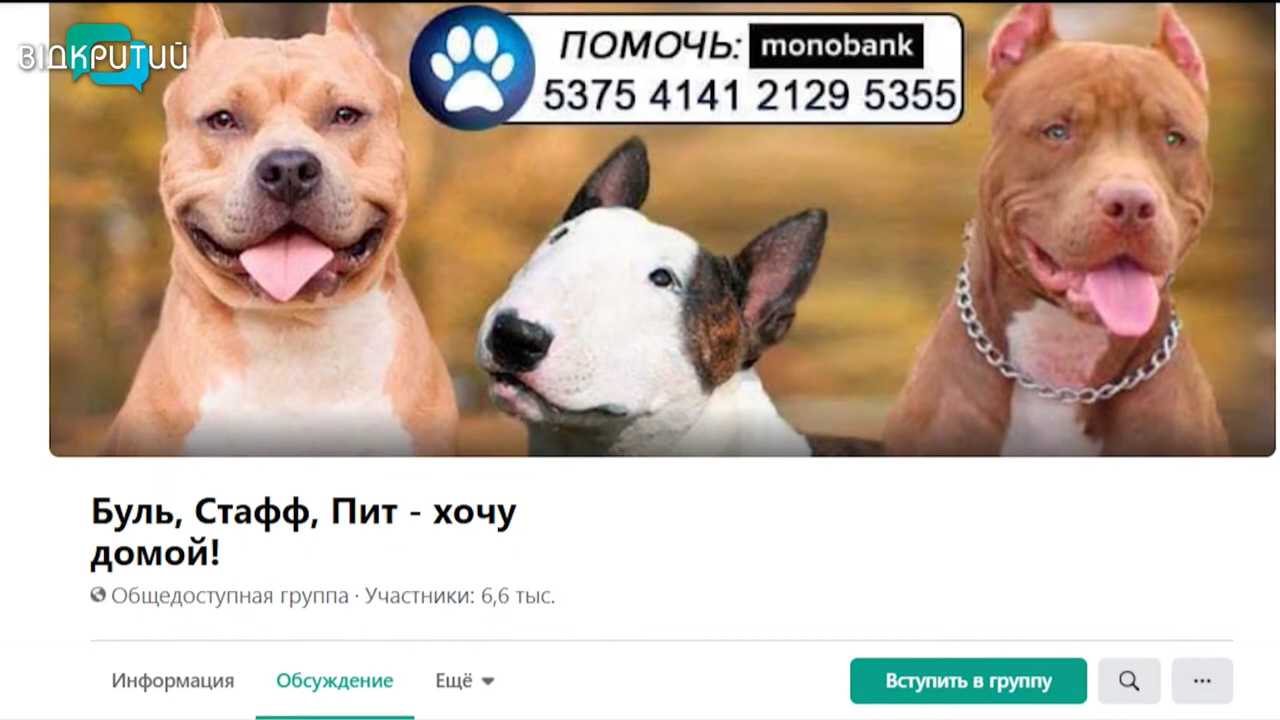 ВІДКРИТИЙ
ПОМОЧЬ: monobank
5375 4141 2129 5355
Буль, Стафф, Пит - хочу
домой!
Общедоступная группа · Участники: 6,6 тыс.
Информация Обсуждение Ещё Вступить в группу